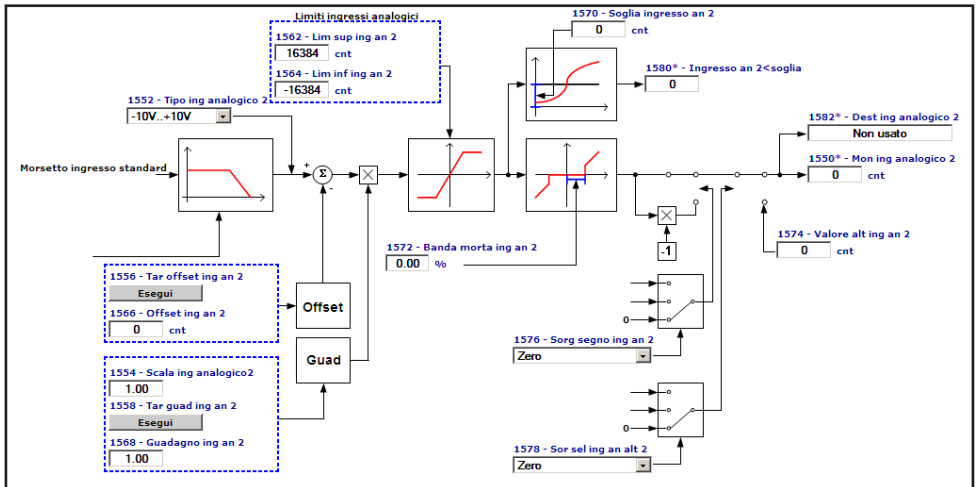 Limiti ingressi analogici
1562 - Lim sup ing an 2
16384 cnt
1564 - Lim inf ing an 2
-16384 cnt
1570 - Soglia ingresso an 2
0 cnt
1580* - Ingresso an 2<soglia
0
1552 - Tipo ing analogico 2
-10V..+10V
1582* - Dest ing analogico 2
Non usato
Morsetto ingresso standard
+
Σ
-
×
1550* - Mon ing analogico 2
0 cnt
×
-1
1572 - Banda morta ing an 2
0.00 %
1574 - Valore alt ing an 2
0 cnt
1556 - Tar offset ing an 2
Esegui
1566 - Offset ing an 2
0 cnt
Offset
0
1576 - Sorg segno ing an 2
Zero
Guad
1554 - Scala ing analogico2
1.00
1558 - Tar guad ing an 2
Esegui
1568 - Guadagno ing an 2
1.00
0
1578 - Sor sel ing an alt 2
Zero